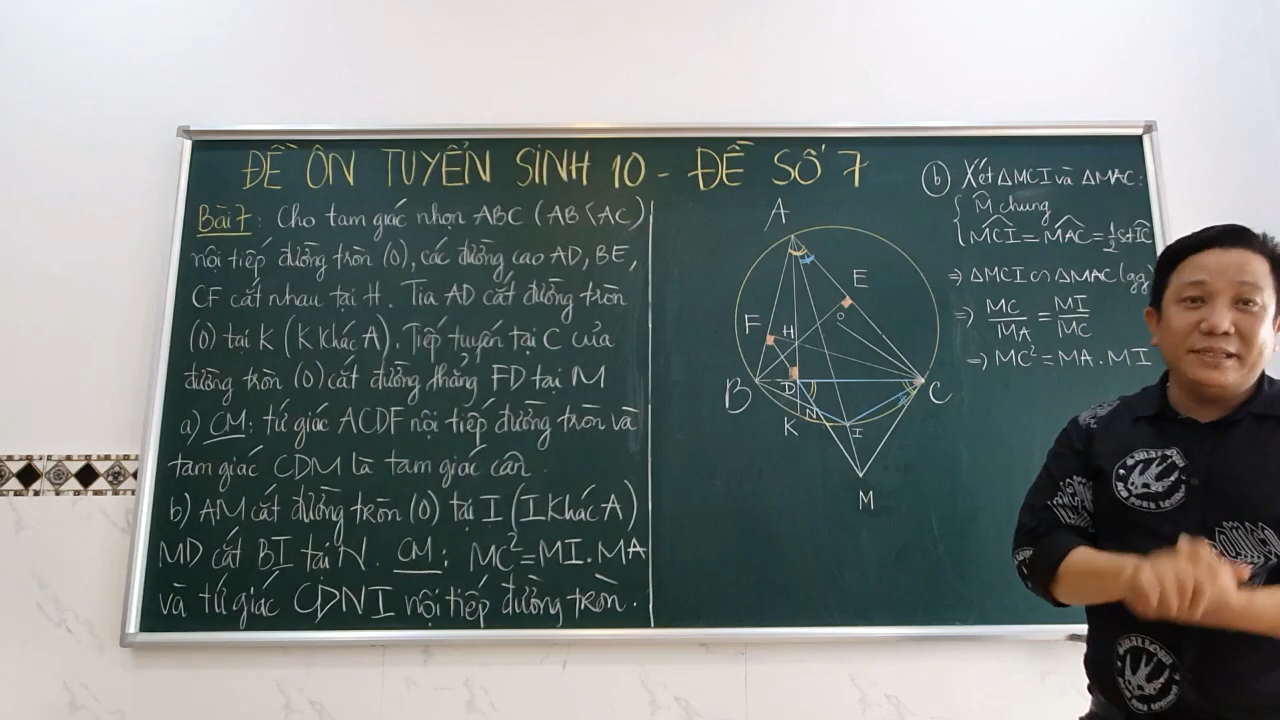 ĐỀ ÔN TUYỂN SINH 10 - ĐỀ SỐ 7
Bài 7: Cho tam giác nhọn ABC (AB<AC)
nội tiếp đường tròn (O), các đường cao AD, BE,
CF cắt nhau tại H. Tia AD cắt đường tròn
(O) tại K (K khác A). Tiếp tuyến tại C của
đường tròn (O) cắt đường thẳng FD tại M
a) CM: tứ giác ACDF nội tiếp đường tròn và
tam giác CDM là tam giác cân.
b) AM cắt đường tròn (O) tại I (I khác A)
MD cắt BI tại N. CM: MC²=MI.MA
và tứ giác CDNI nội tiếp đường tròn.
A
E
O
F
H
B
D
C
N
K
I
M
b) Xét ΔMCI và ΔMAC:
M̂ chung
MCI = MAC = 1/2 sđ IC
⇒ ΔMCI ∽ ΔMAC (gg)
⇒ MC/MA = MI/MC
⇒ MC² = MA.MI